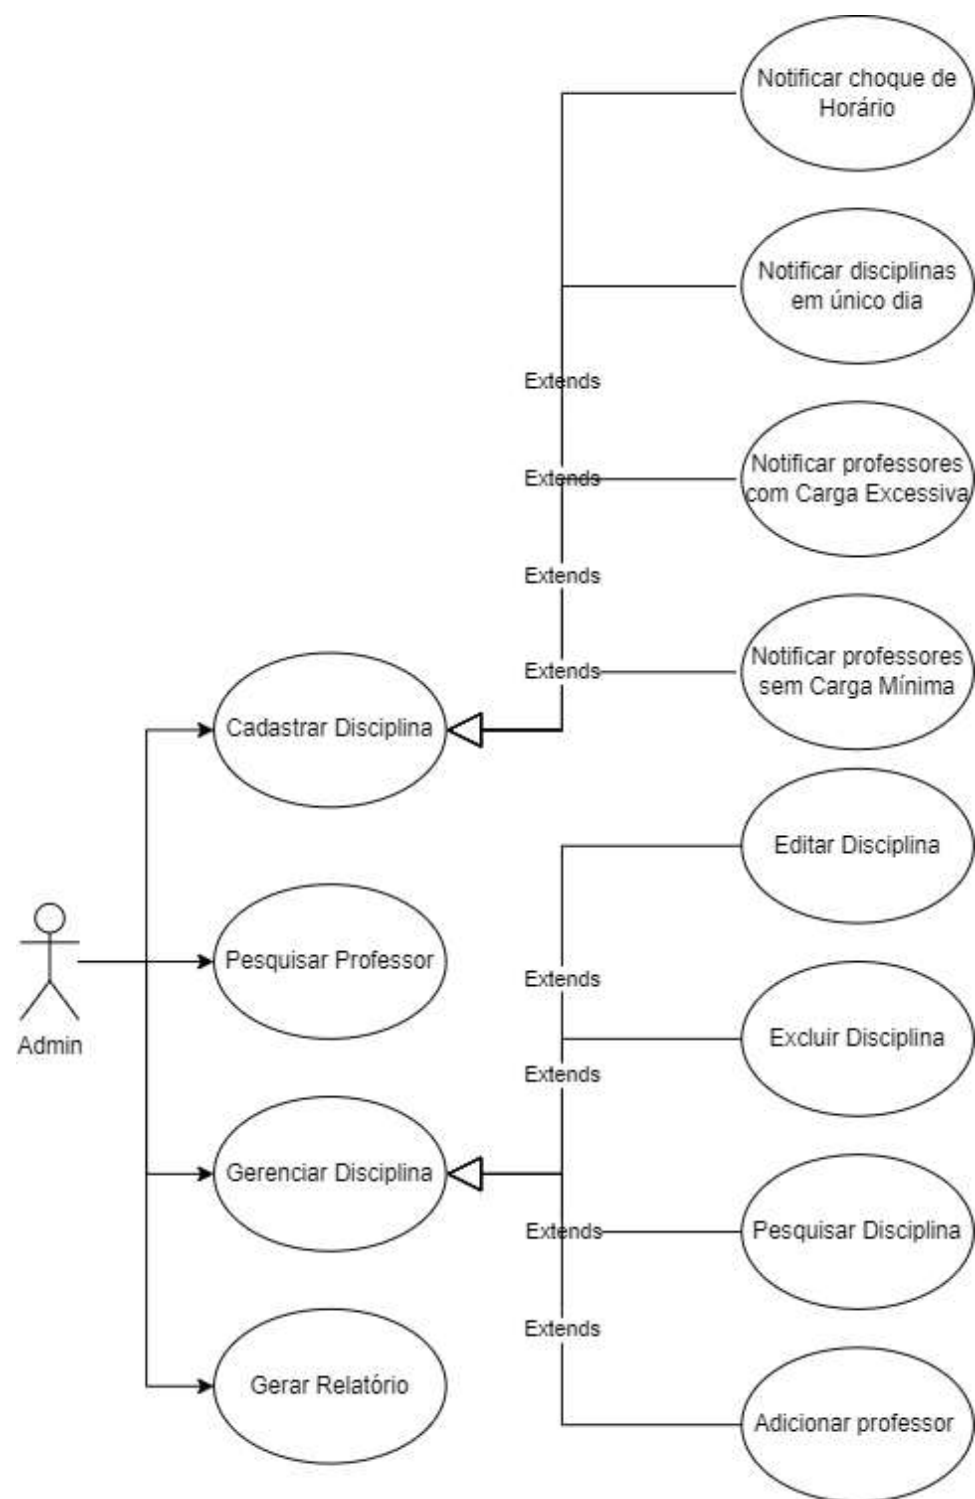 Notificar choque de
Horário
Notificar disciplinas
em único dia
Extends
Notificar professores
com Carga Excessiva
Extends
Extends
Notificar professores
sem Carga Mínima
Extends
Cadastrar Disciplina
Editar Disciplina
Pesquisar Professor
Admin
Extends
Excluir Disciplina
Extends
Gerenciar Disciplina
Extends
Pesquisar Disciplina
Extends
Gerar Relatório
Adicionar professor